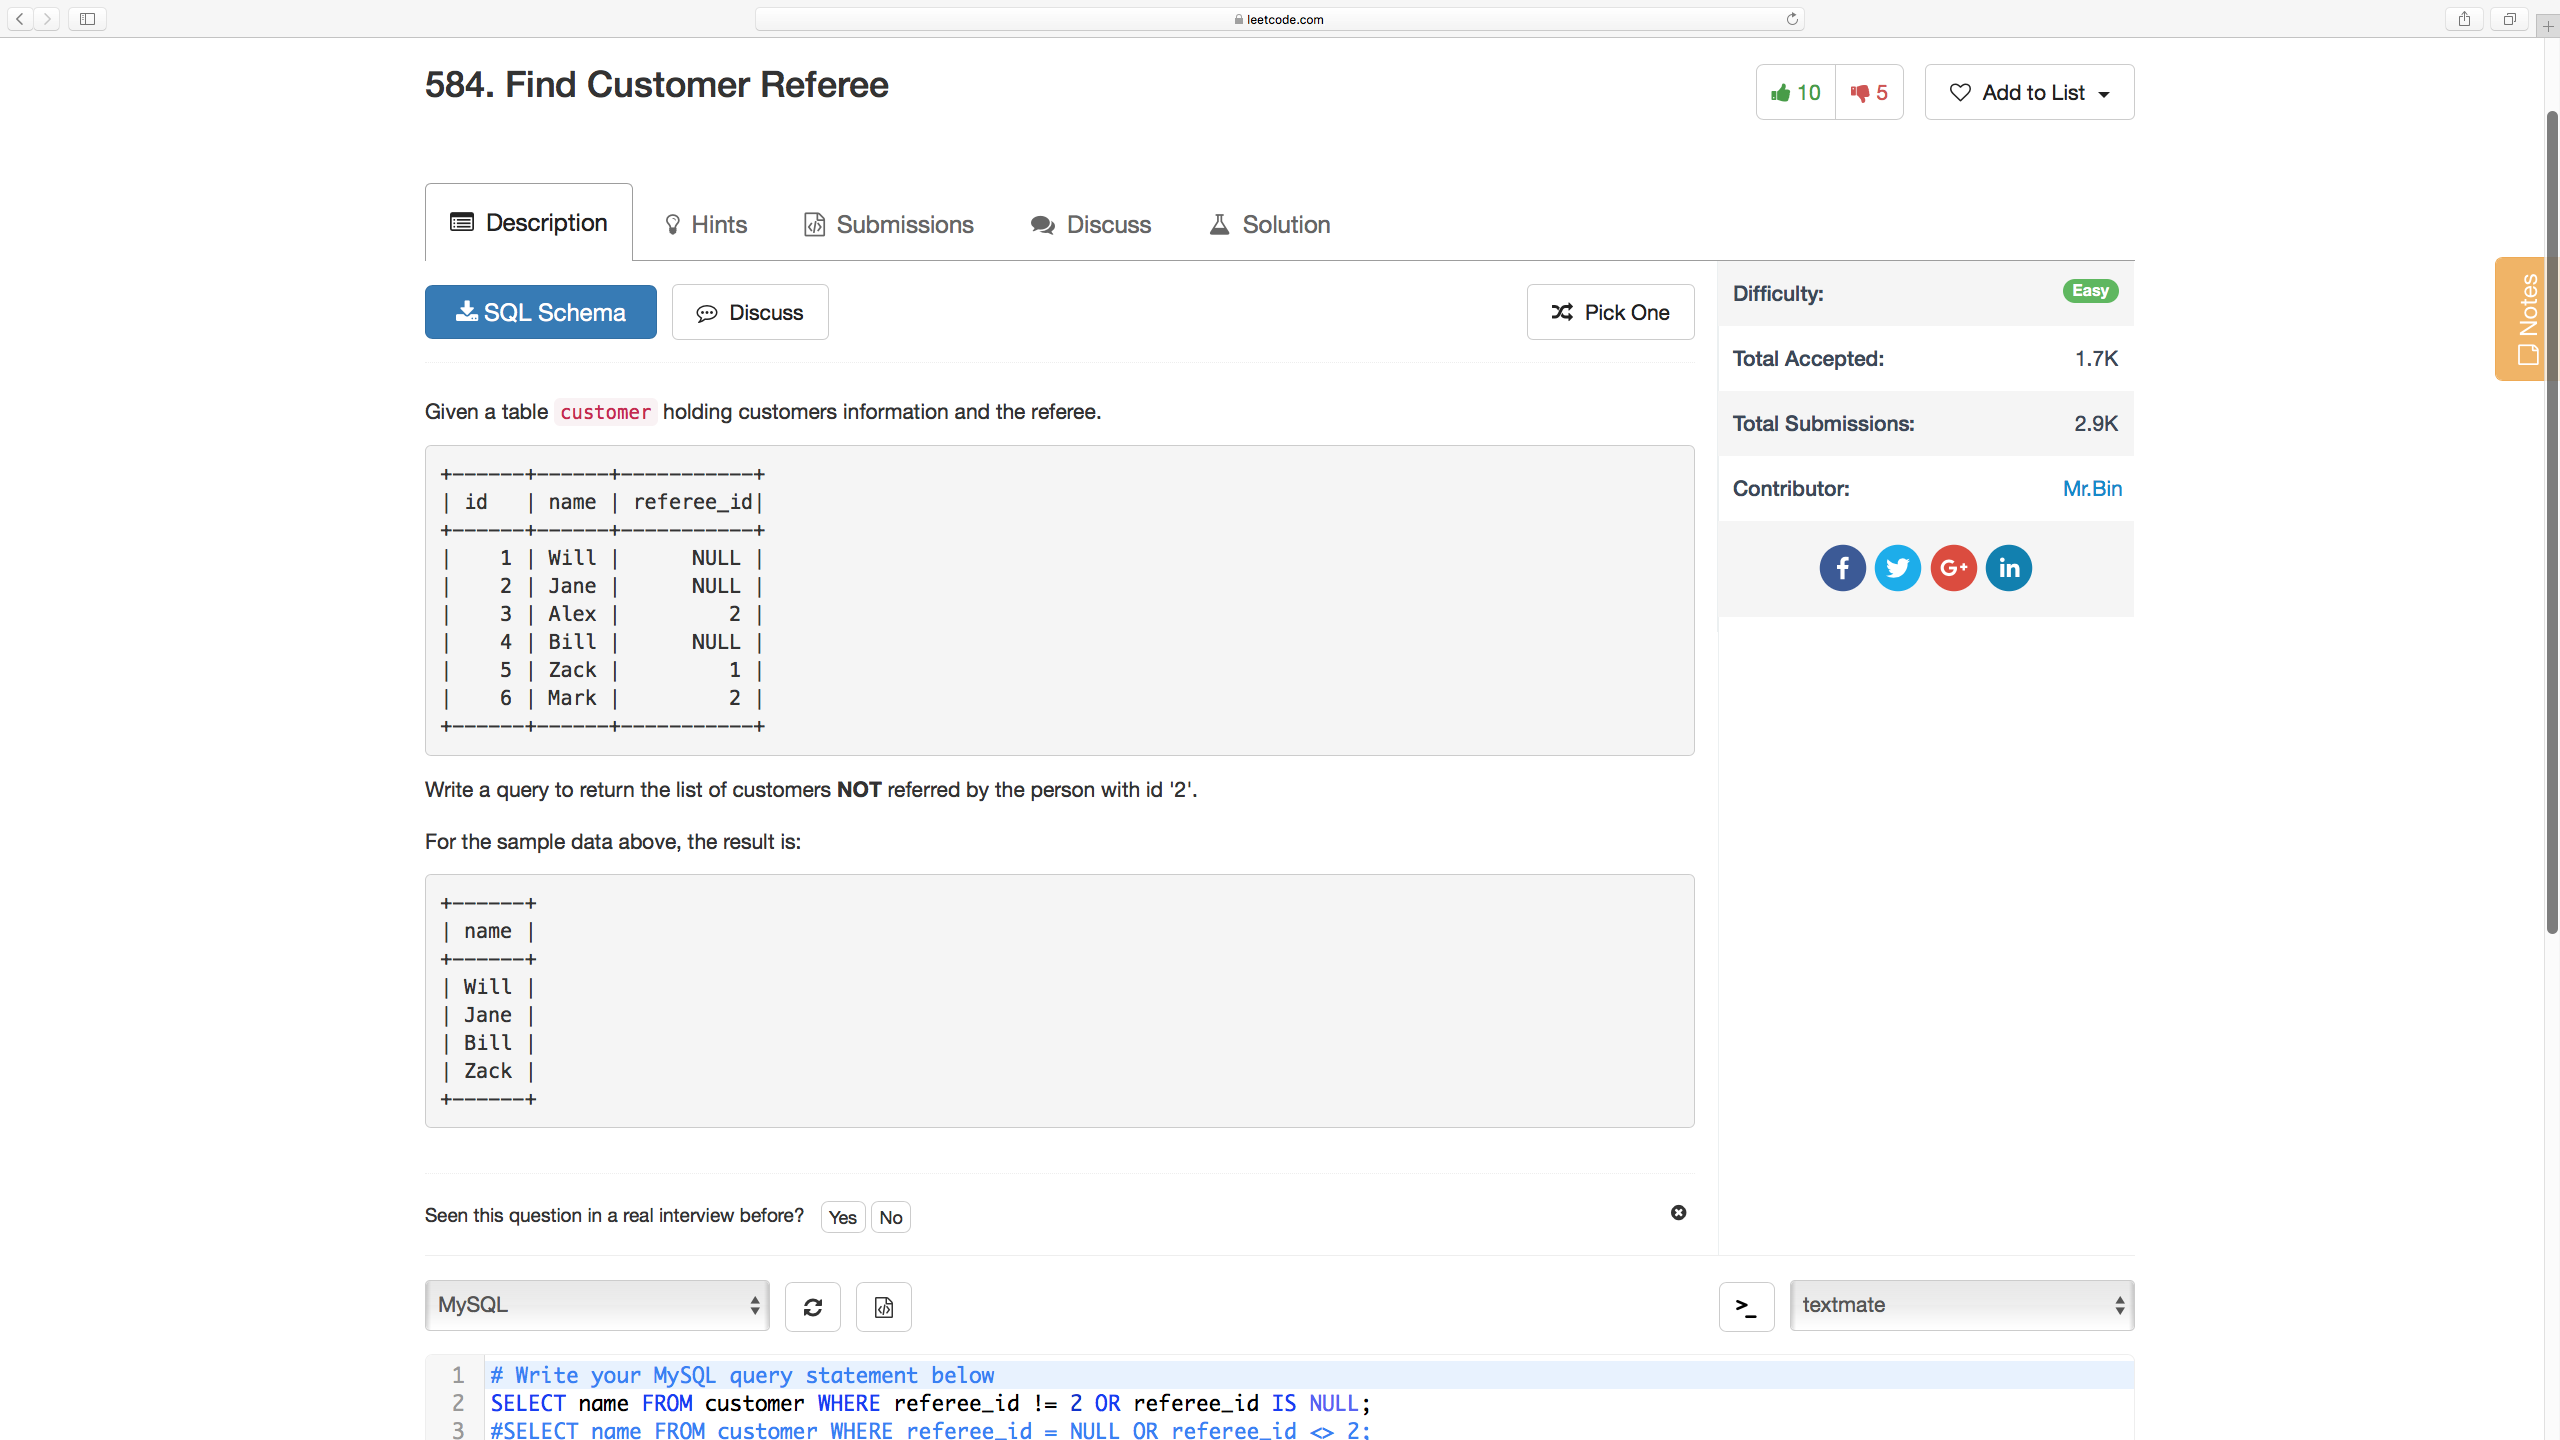 leetcode.com
584. Find Customer Referee
10 5 Add to List
Description Hints Submissions Discuss Solution
SQL Schema Discuss Pick One
Difficulty: Easy
Total Accepted: 1.7K
Total Submissions: 2.9K
Contributor: Mr.Bin
f G+ in
Notes
Given a table customer holding customers information and the referee.
+------+------+-----------+
| id   | name | referee_id|
+------+------+-----------+
|    1 | Will |      NULL |
|    2 | Jane |      NULL |
|    3 | Alex |         2 |
|    4 | Bill |      NULL |
|    5 | Zack |         1 |
|    6 | Mark |         2 |
+------+------+-----------+
Write a query to return the list of customers NOT referred by the person with id '2'.
For the sample data above, the result is:
+------+
| name |
+------+
| Will |
| Jane |
| Bill |
| Zack |
+------+
Seen this question in a real interview before? Yes No
MySQL >_ textmate
1 # Write your MySQL query statement below
2 SELECT name FROM customer WHERE referee_id != 2 OR referee_id IS NULL;
3 #SELECT name FROM customer WHERE referee_id = NULL OR referee_id <> 2;